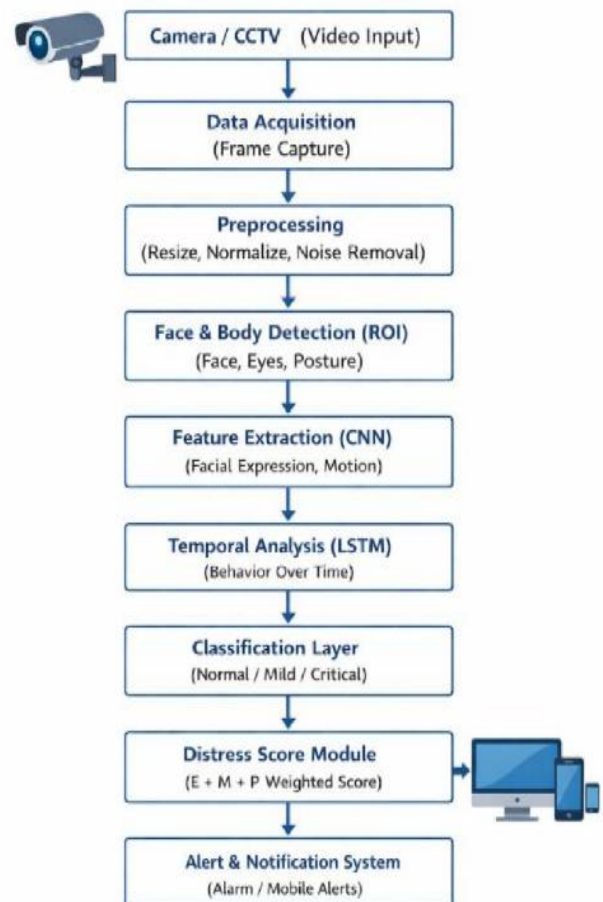 Camera / CCTV (Video Input)
Data Acquisition
(Frame Capture)
Preprocessing
(Resize, Normalize, Noise Removal)
Face & Body Detection (ROI)
(Face, Eyes, Posture)
Feature Extraction (CNN)
(Facial Expression, Motion)
Temporal Analysis (LSTM)
(Behavior Over Time)
Classification Layer
(Normal / Mild / Critical)
Distress Score Module
(E + M + P Weighted Score)
Alert & Notification System
(Alarm / Mobile Alerts)